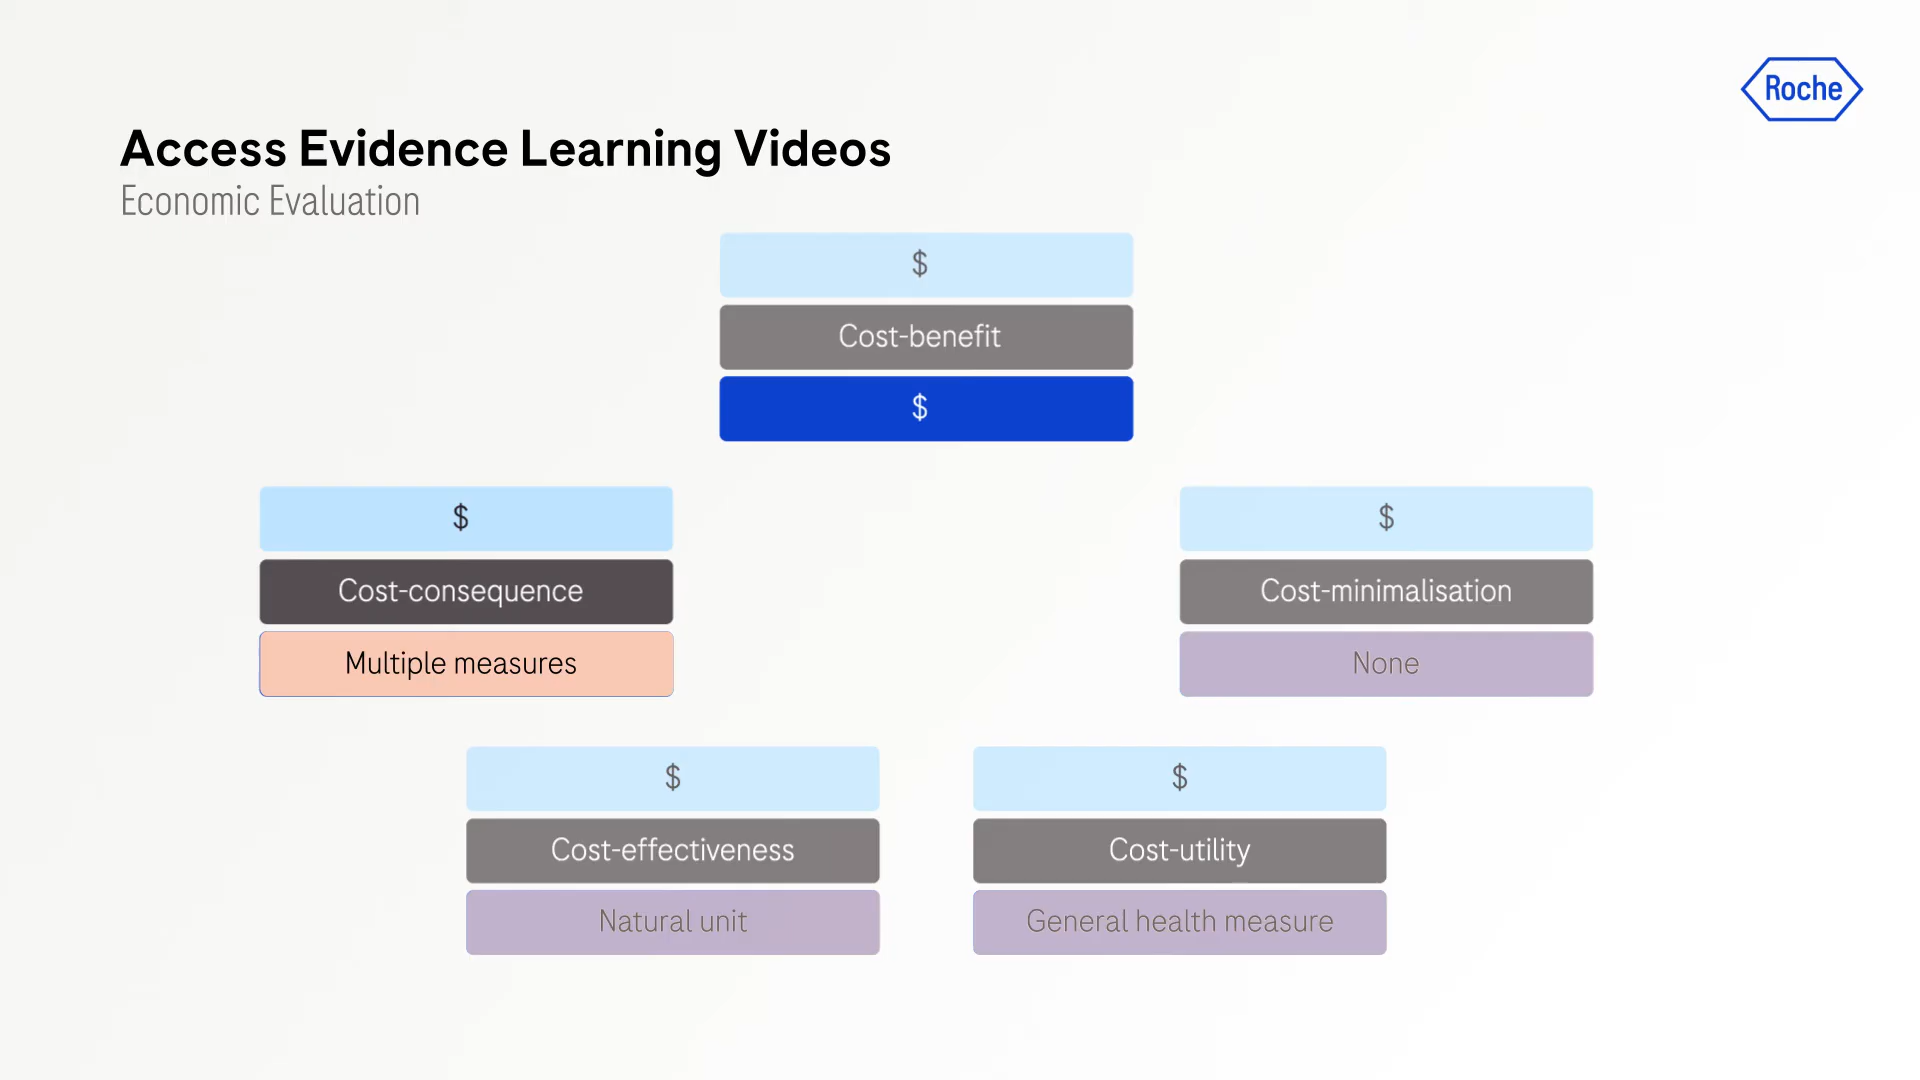 Roche
Access Evidence Learning Videos
Economic Evaluation
$
Cost-benefit
$
$
Cost-consequence
Multiple measures
$
Cost-minimalisation
None
$
Cost-effectiveness
Natural unit
$
Cost-utility
General health measure